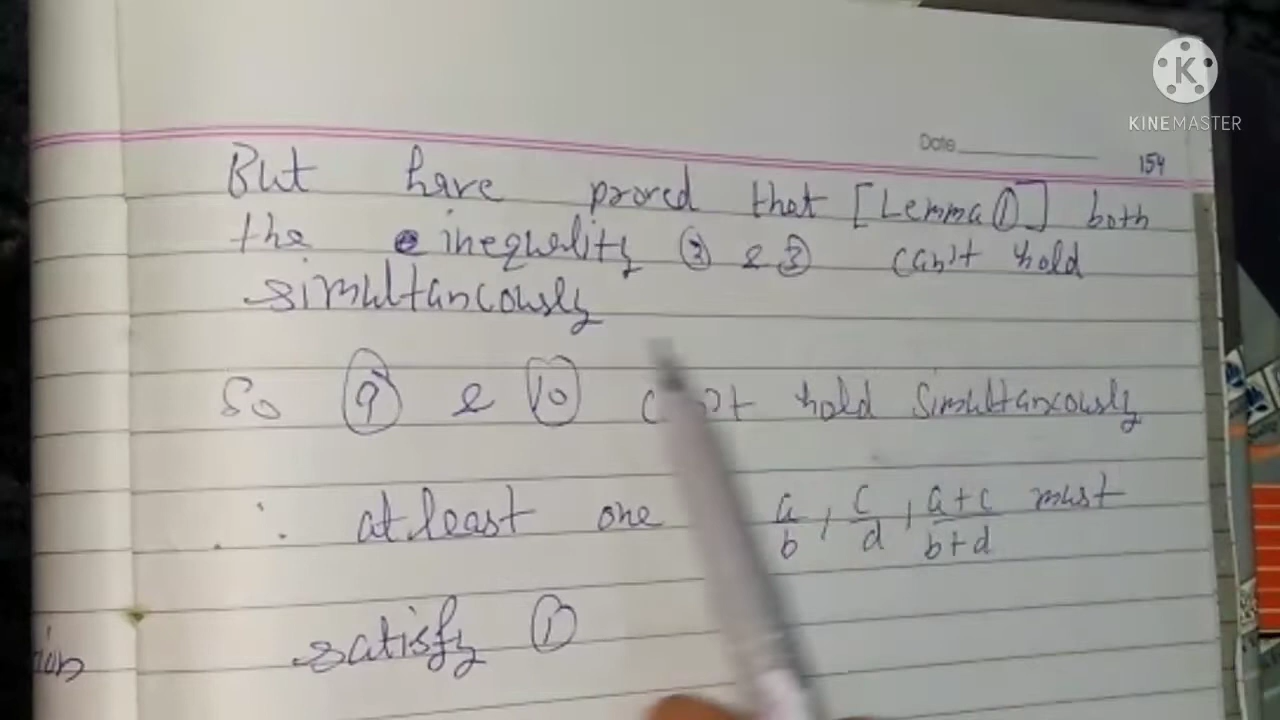 K
KINEMASTER
Date
154
But have proved that [Lemma ①] both
the inequality ② & ③ can't hold
simultaneously
So ⑨ & ⑩ hold simultaneously
∴ atleast one a/b, c/d, a+c/b+d must
satisfy ①